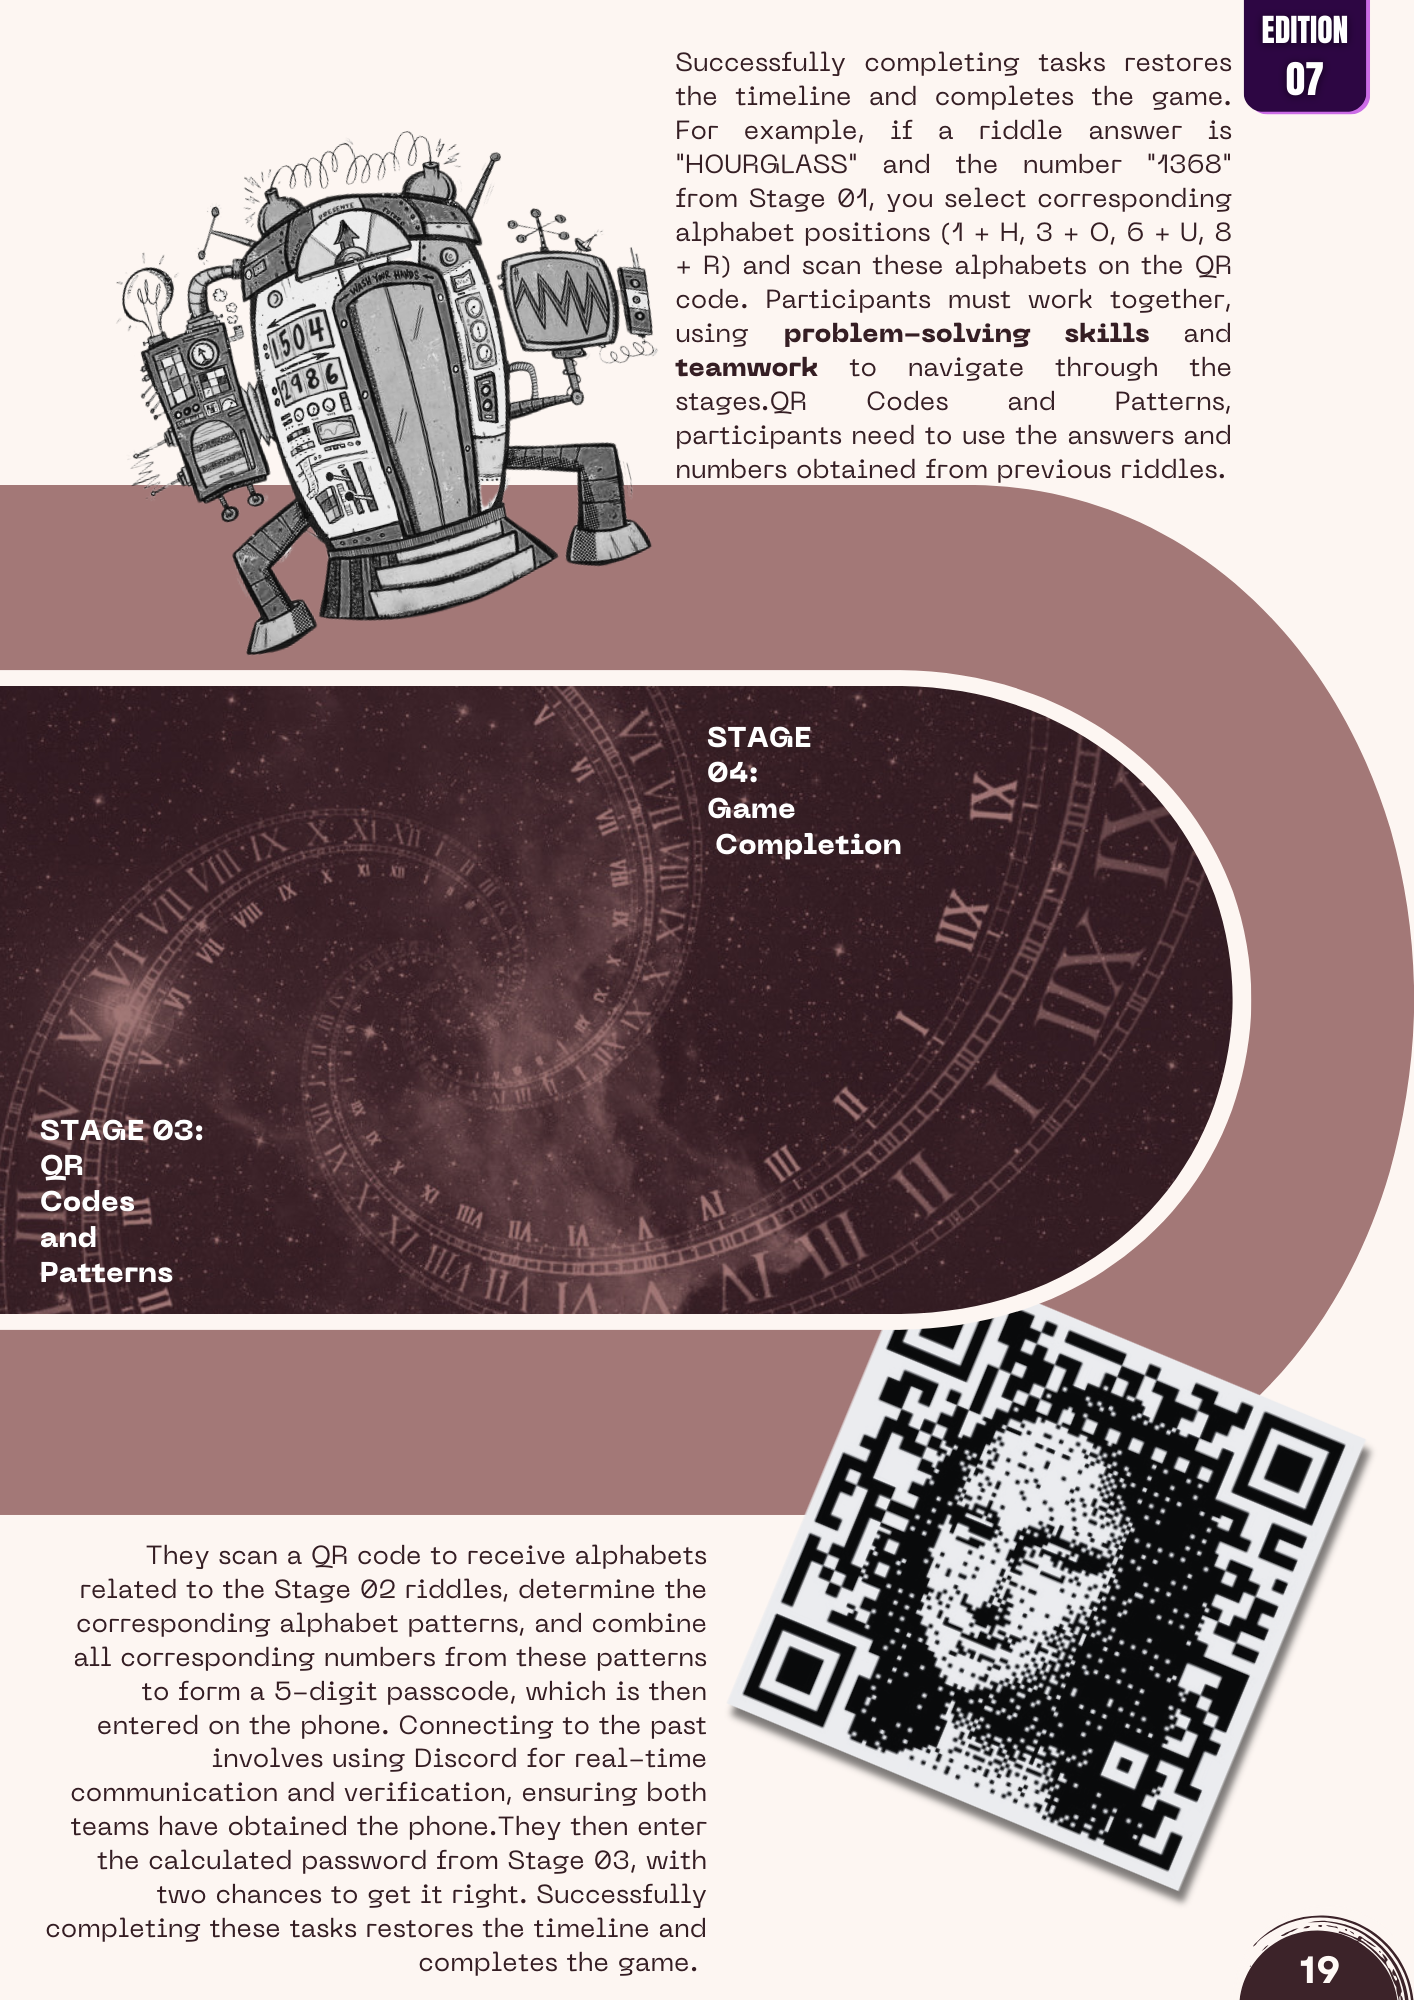 EDITION
07
Successfully completing tasks restores
the timeline and completes the game.
For example, if a riddle answer is
"HOURGLASS" and the number "1368"
from Stage 01, you select corresponding
alphabet positions (1 + H, 3 + O, 6 + U, 8
+ R) and scan these alphabets on the QR
code. Participants must work together,
using problem-solving skills and
teamwork to navigate through the
stages.QR Codes and Patterns,
participants need to use the answers and
numbers obtained from previous riddles.
PRESENTE
FUTURE
WASH YOUR HANDS
1504
2986
STAGE
04:
Game
Completion
STAGE 03:
QR
Codes
and
Patterns
They scan a QR code to receive alphabets
related to the Stage 02 riddles, determine the
corresponding alphabet patterns, and combine
all corresponding numbers from these patterns
to form a 5-digit passcode, which is then
entered on the phone. Connecting to the past
involves using Discord for real-time
communication and verification, ensuring both
teams have obtained the phone.They then enter
the calculated password from Stage 03, with
two chances to get it right. Successfully
completing these tasks restores the timeline and
completes the game.
19